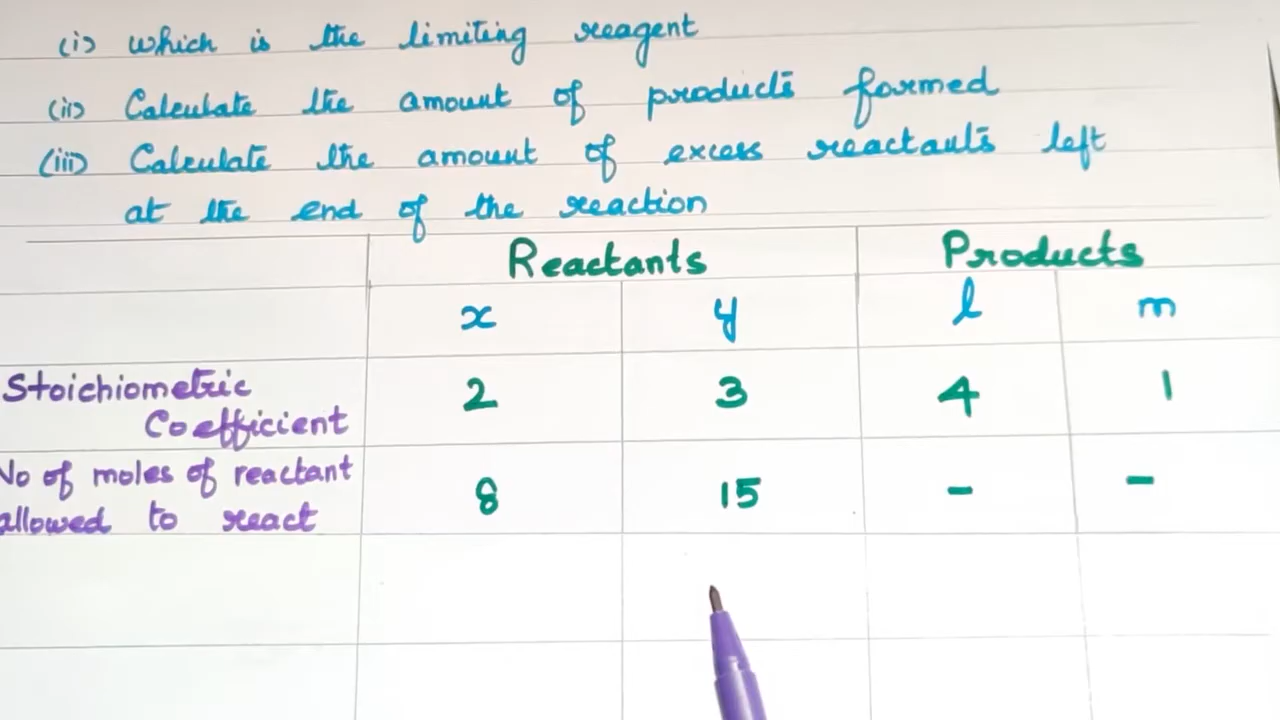 (i) which is the limiting reagent
(ii) Calculate the amount of products formed
(iii) Calculate the amount of excess reactants left
at the end of the reaction
Reactants Products
x y l m
Stoichiometric
Coefficient 2 3 4 1
No of moles of reactant
allowed to react 8 15 - -